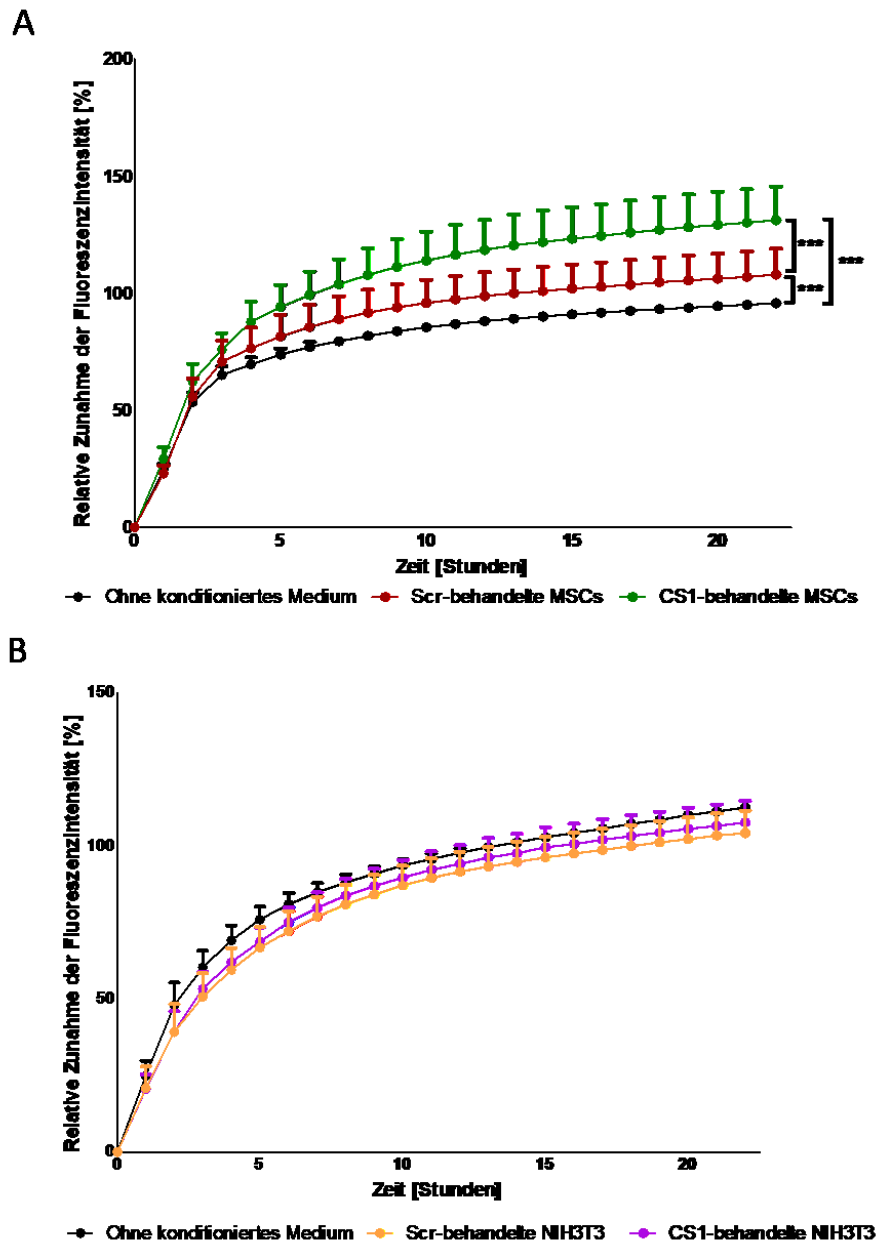 A
Relative Zunahme der Fluoreszenzintensität [%]
200
150
100
50
0
***
***
***
0
5
10
15
20
Zeit [Stunden]
Ohne konditioniertes Medium Scr-behandelte MSCs CS1-behandelte MSCs
B
Relative Zunahme der Fluoreszenzintensität [%]
150
100
50
0
0
5
10
15
20
Zeit [Stunden]
Ohne konditioniertes Medium Scr-behandelte NIH3T3 CS1-behandelte NIH3T3